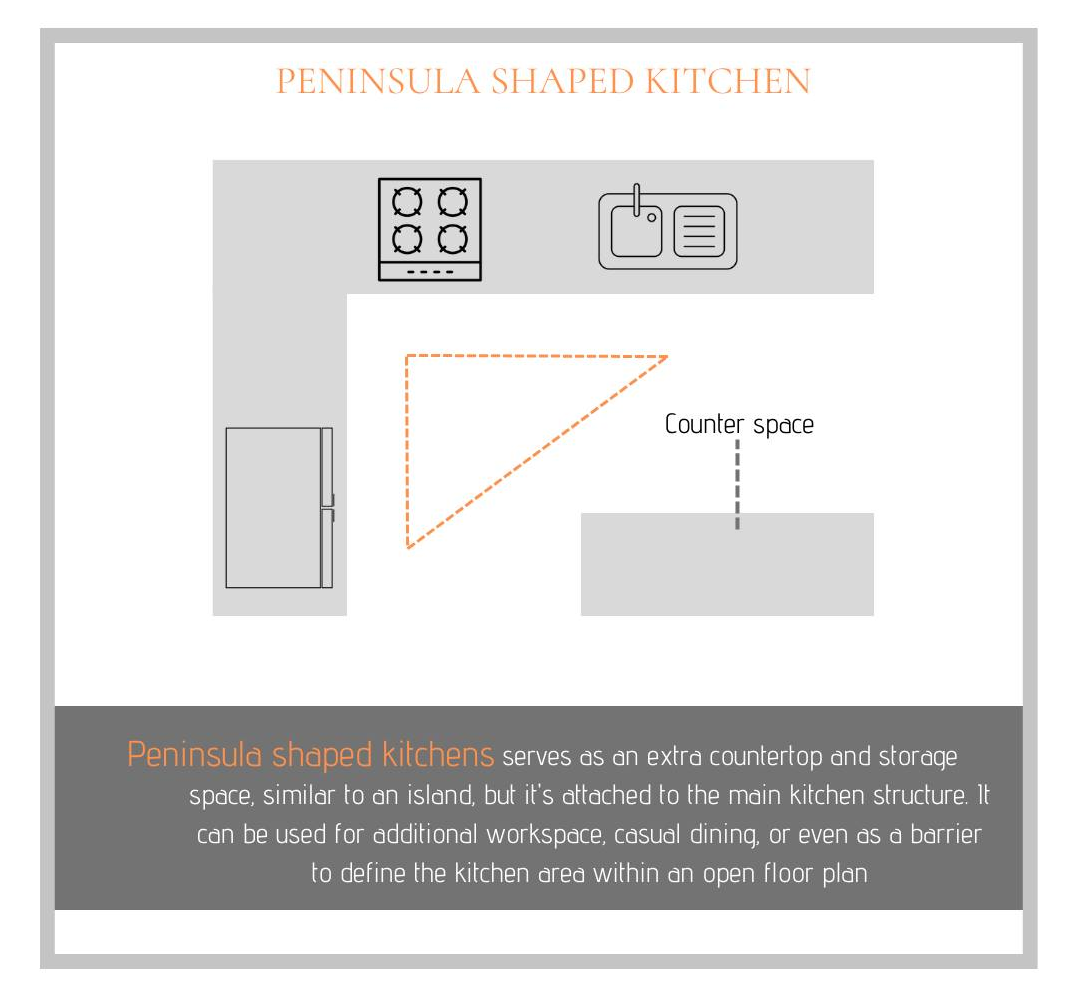 PENINSULA SHAPED KITCHEN
Counter space
Peninsula shaped kitchens serves as an extra countertop and storage
space, similar to an island, but it's attached to the main kitchen structure. It
can be used for additional workspace, casual dining, or even as a barrier
to define the kitchen area within an open floor plan